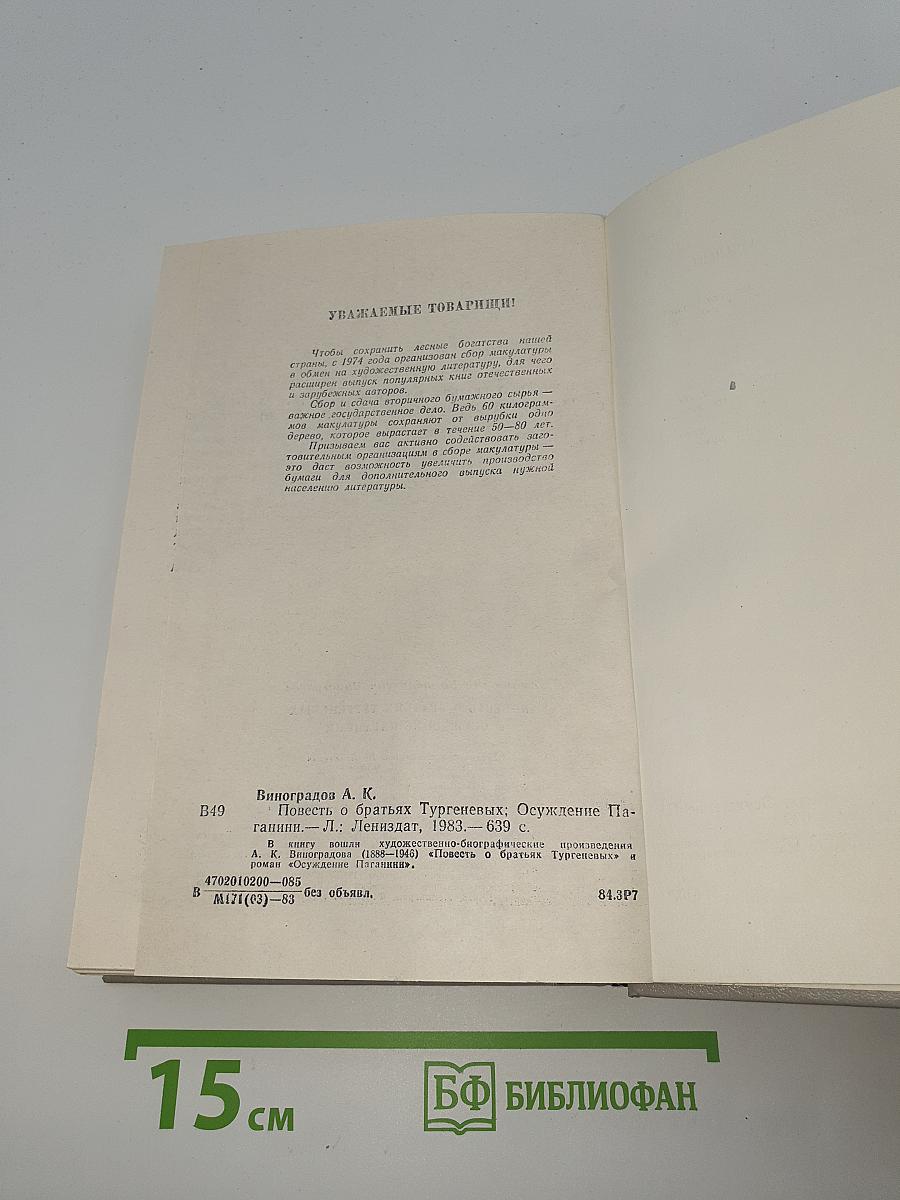 УВАЖАЕМЫЕ ТОВАРИЩИ!
Чтобы сохранить лесные богатства нашей
страны, с 1974 года организован сбор макулатуры
в обмен на художественную литературу, для чего
расширен выпуск популярных книг отечественных
и зарубежных авторов.
Сбор и сдача вторичного бумажного сырья —
важное государственное дело. Ведь 60 килограм-
мов макулатуры сохраняют от вырубки одно
дерево, которое вырастает в течение 50—80 лет.
Призываем вас активно содействовать заго-
товительным организациям в сборе макулатуры —
это даст возможность увеличить производство
бумаги для дополнительного выпуска нужной
населению литературы.
Виноградов А. К.
В49 Повесть о братьях Тургеневых; Осуждение Па-
ганини.— Л.: Лениздат, 1983.— 639 с.
В книгу вошли художественно-биографические произведения
А. К. Виноградова (1888—1946) «Повесть о братьях Тургеневых» и
роман «Осуждение Паганини».
4702010200—085
В М171(03)—83 без объявл. 84.3Р7
15 см
БФ БИБЛИОФАН